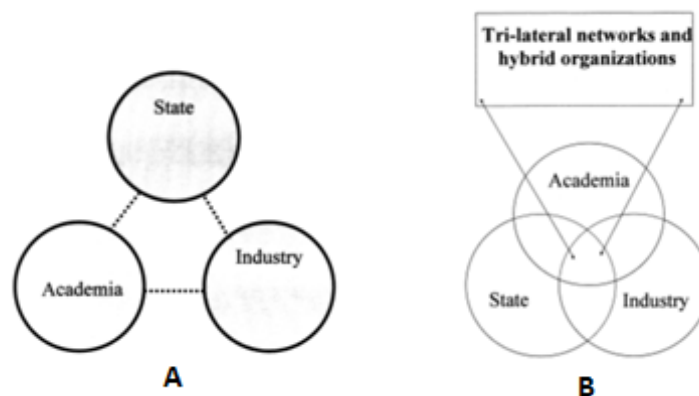 State
Academia
Industry
A
Tri-lateral networks and
hybrid organizations
Academia
State
Industry
B